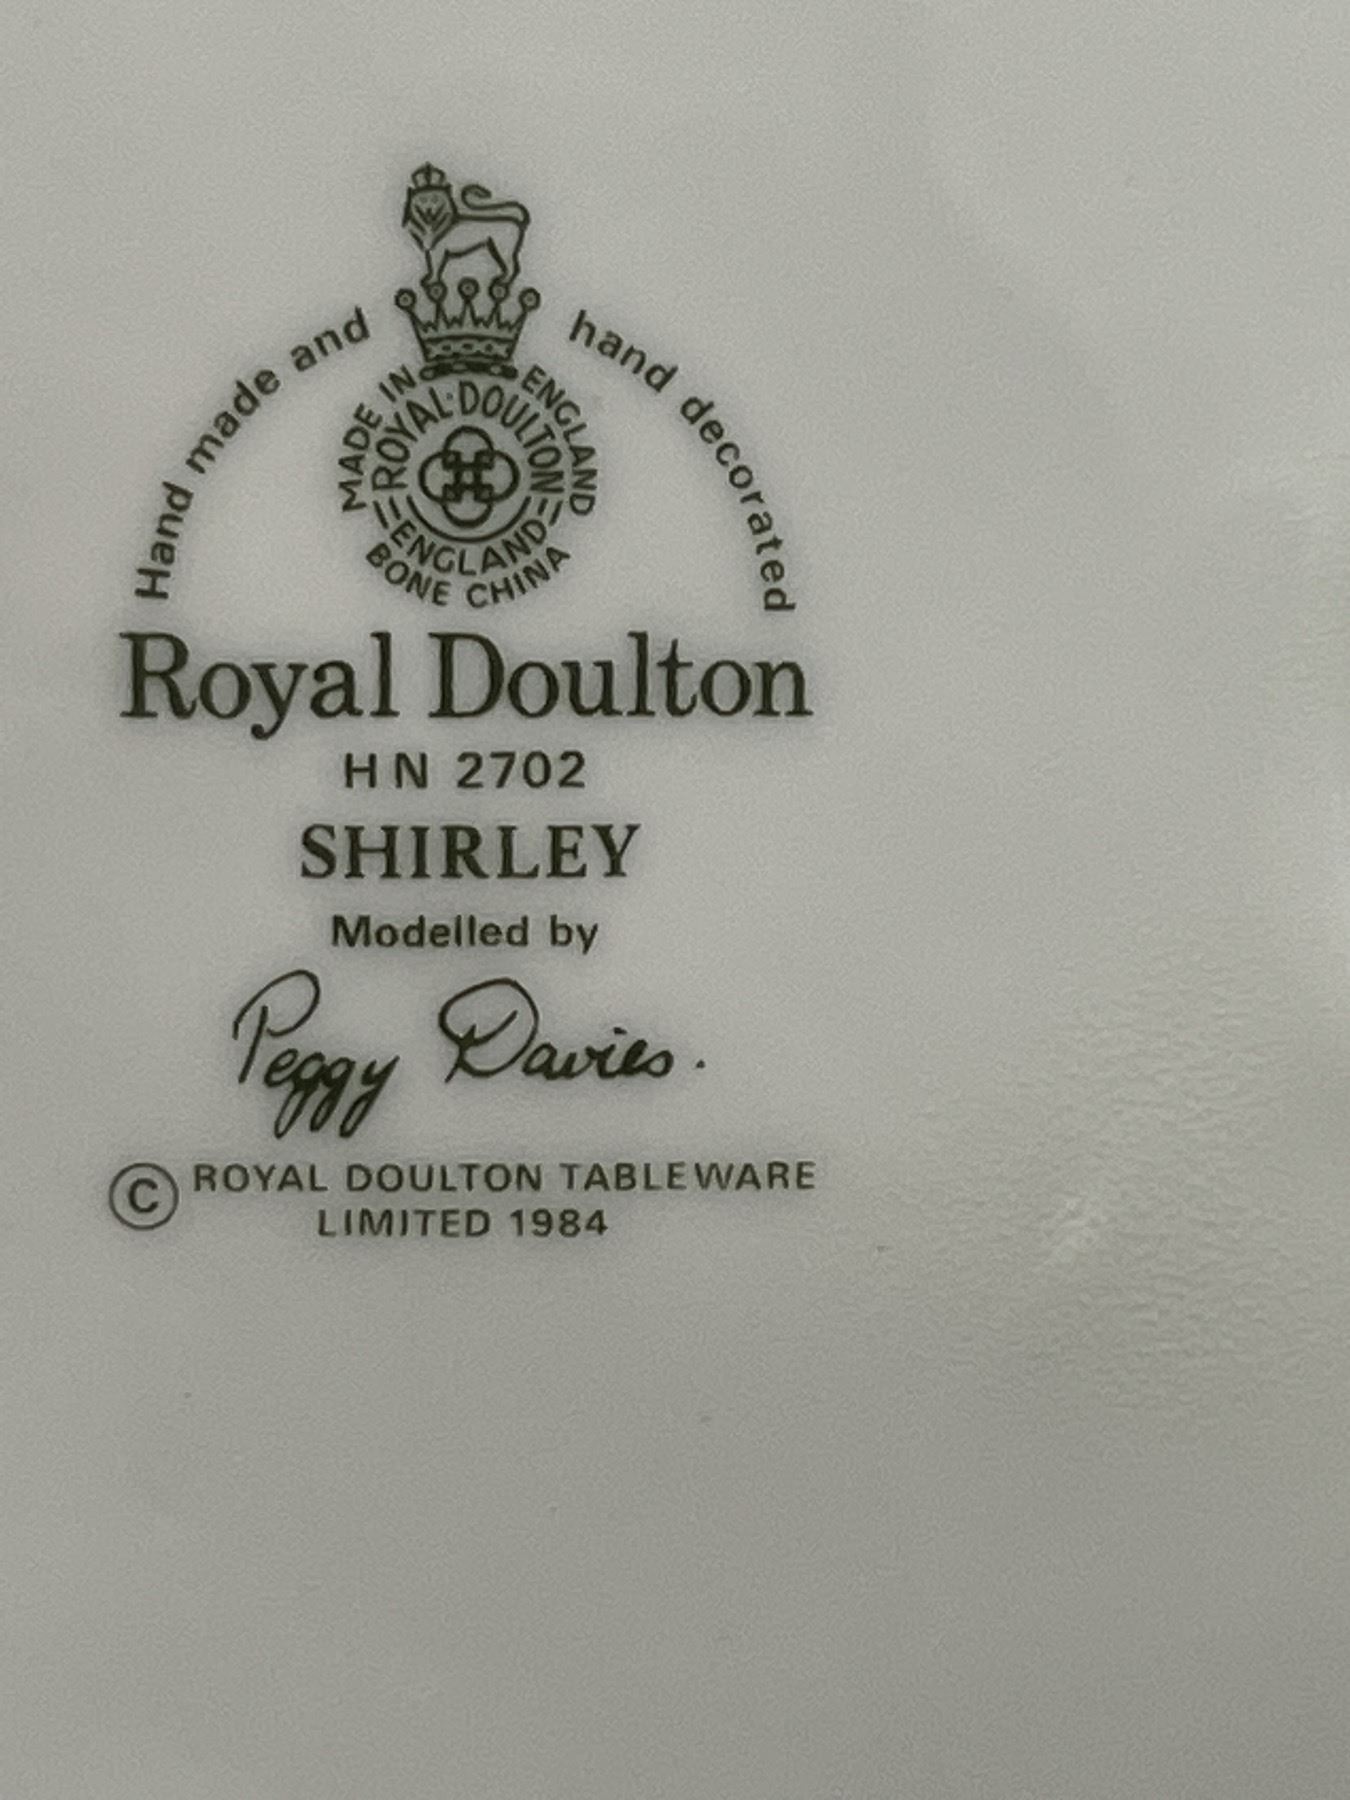 Hand made and hand decorated
MADE IN ENGLAND
ROYAL·DOULTON
ENGLAND
BONE CHINA
Royal Doulton
HN 2702
SHIRLEY
Modelled by
Peggy Davies.
© ROYAL DOULTON TABLEWARE
LIMITED 1984